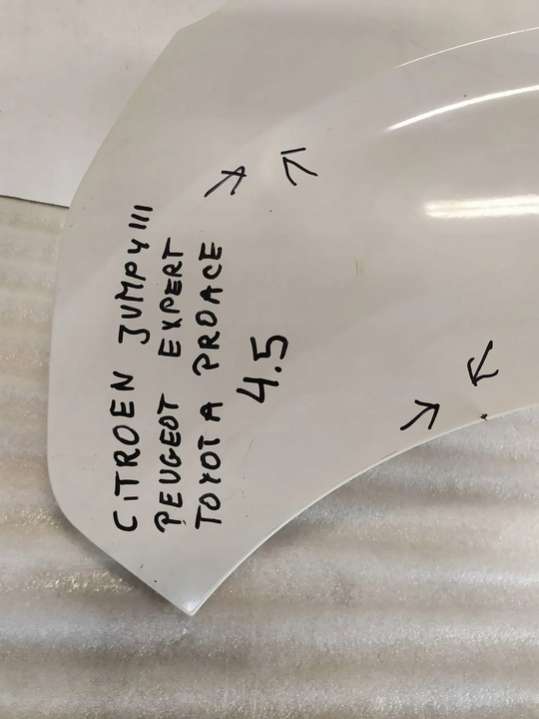 CiTROEN JUMPY III
PEUGEOT EXPERT
TOYOTA PROACE
4.5